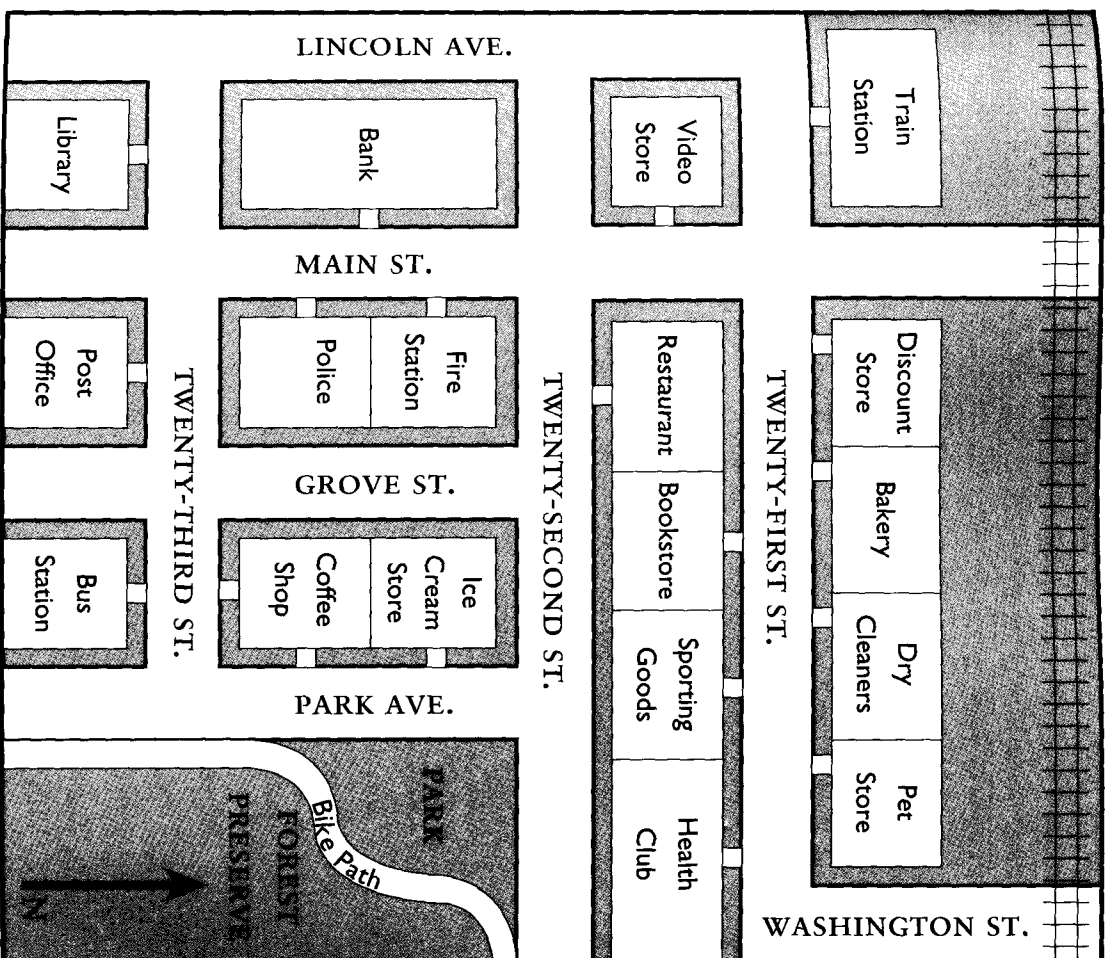 LINCOLN AVE.
Library
Bank
Video
Store
Train
Station
MAIN ST.
Post
Office
Police
Fire
Station
Restaurant
Discount
Store
TWENTY-THIRD ST.
TWENTY-SECOND ST.
TWENTY-FIRST ST.
GROVE ST.
Bookstore
Bakery
Bus
Station
Coffee
Shop
Ice
Cream
Store
Sporting
Goods
Dry
Cleaners
PARK AVE.
PARK
Bike Path
FOREST
PRESERVE
Health
Club
Pet
Store
N
WASHINGTON ST.